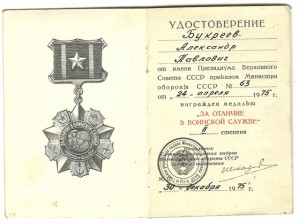 УДОСТОВЕРЕНИЕ
Букреев
Александр
Павлович
от имени Президиума Верховного
Совета СССР приказом Министра
обороны СССР № 63
от „24“ апреля 1975 г.
награжден медалью
"ЗА ОТЛИЧИЕ
В ВОИНСКОЙ СЛУЖБЕ"
II степени
30 декабря 1975 г.